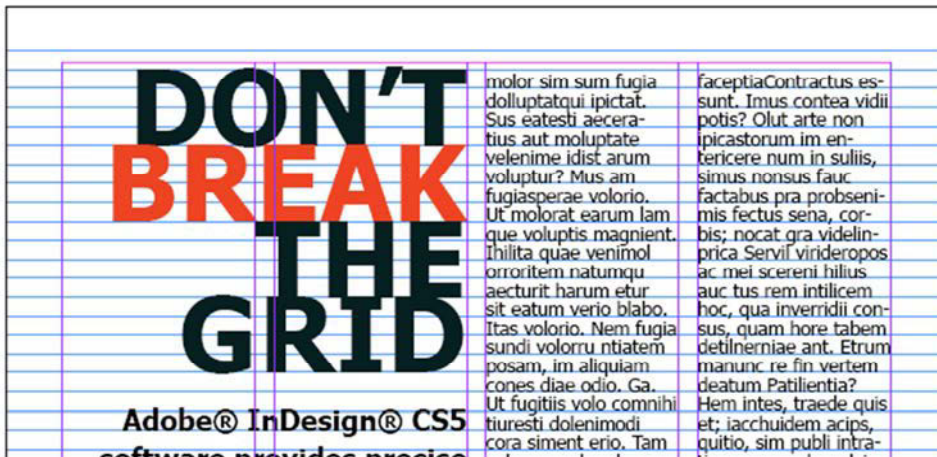 DON'T
BREAK
THE
GRID
Adobe® InDesign® CS5
software provides precise
molor sim sum fugia
dolluptatqui ipictat.
Sus eatesti aecera-
tius aut moluptate
velenime idist arum
voluptur? Mus am
fugiasperae volorio.
Ut molorat earum lam
que voluptis magnient.
Ihilita quae venimol
orroritem natumqu
aecturit harum etur
sit eatum verio blabo.
Itas volorio. Nem fugia
sundi volorru ntiatem
posam, im aliquiam
cones diae odio. Ga.
Ut fugitiis volo comnihi
tiuresti dolenimodi
cora siment erio. Tam
faceptiaContractus es-
sunt. Imus contea vidii
potis? Olut arte non
ipicastorum im en-
tericere num in suliis,
simus nonsus fauc
factabus pra probseni-
mis fectus sena, cor-
bis; nocat gra videlin-
prica Servil virideropos
ac mei scereni hilius
auc tus rem intilicem
hoc, qua inverridii con-
sus, quam hore tabem
detilnerniae ant. Etrum
manunc re fin vertem
deatum Patilientia?
Hem intes, traede quis
et; iacchuidem acips,
quitio, sim publi intra-